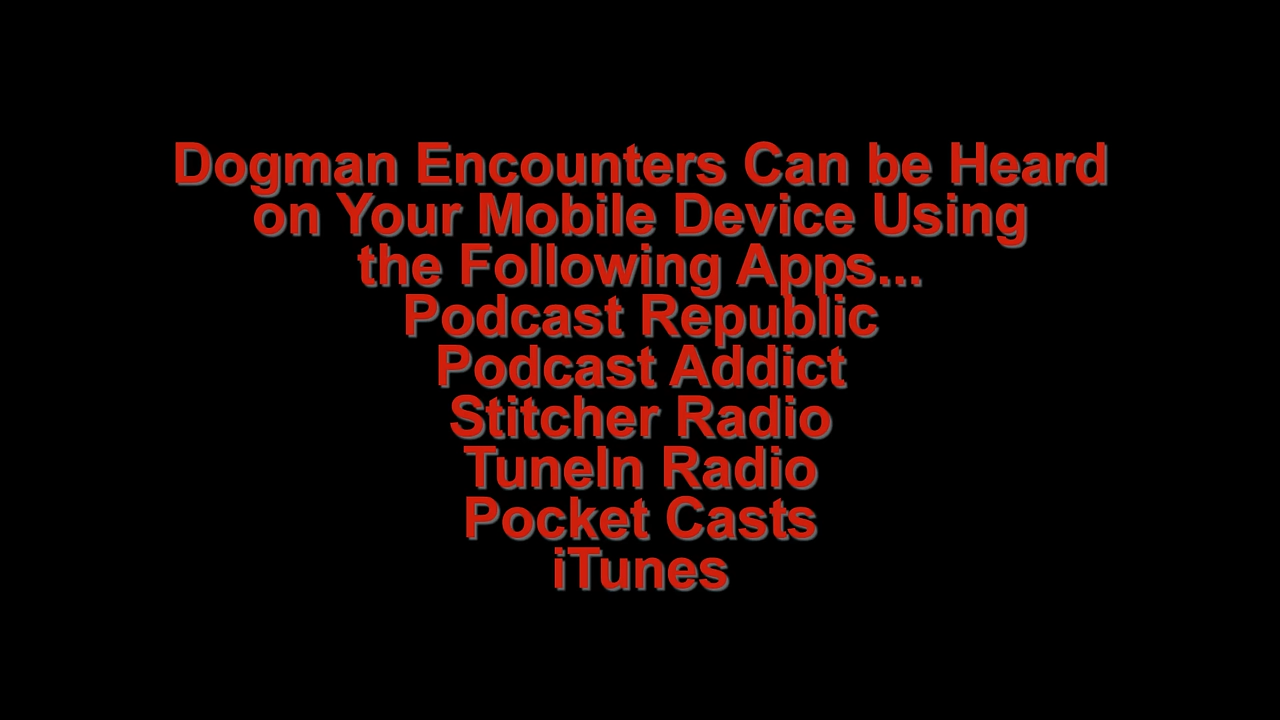 Dogman Encounters Can be Heard
on Your Mobile Device Using
the Following Apps...
Podcast Republic
Podcast Addict
Stitcher Radio
TuneIn Radio
Pocket Casts
iTunes